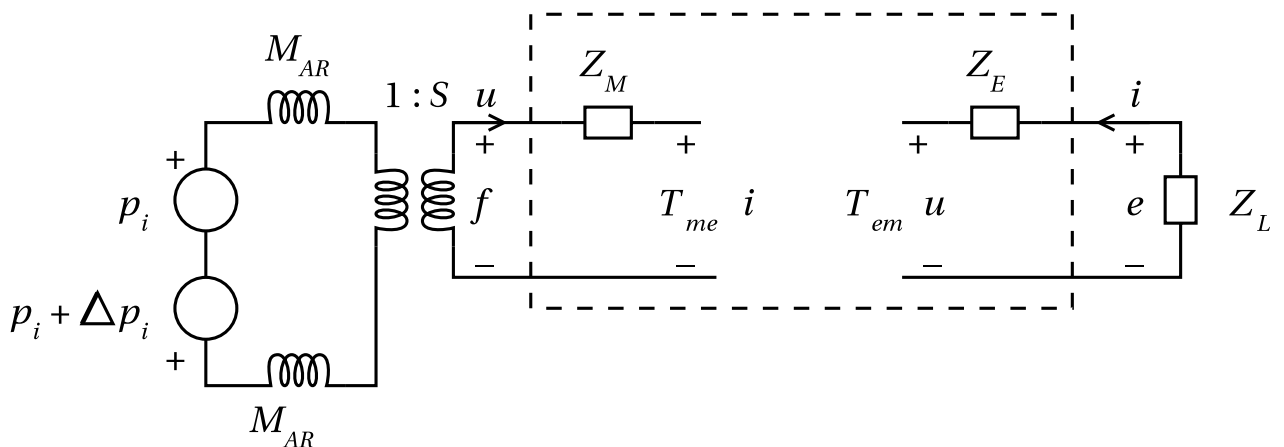 M_AR
1 : S u Z_M Z_E i
+ + + + +
p_i f T_me i T_em u e Z_L
− − − −
p_i + Δp_i
+
M_AR